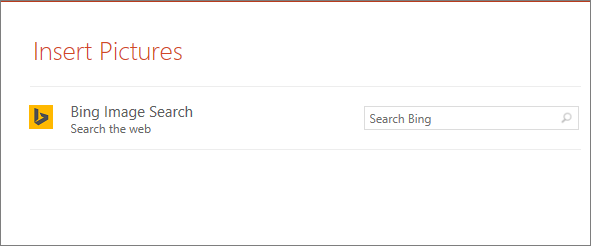 Insert Pictures
Bing Image Search
Search the web
Search Bing